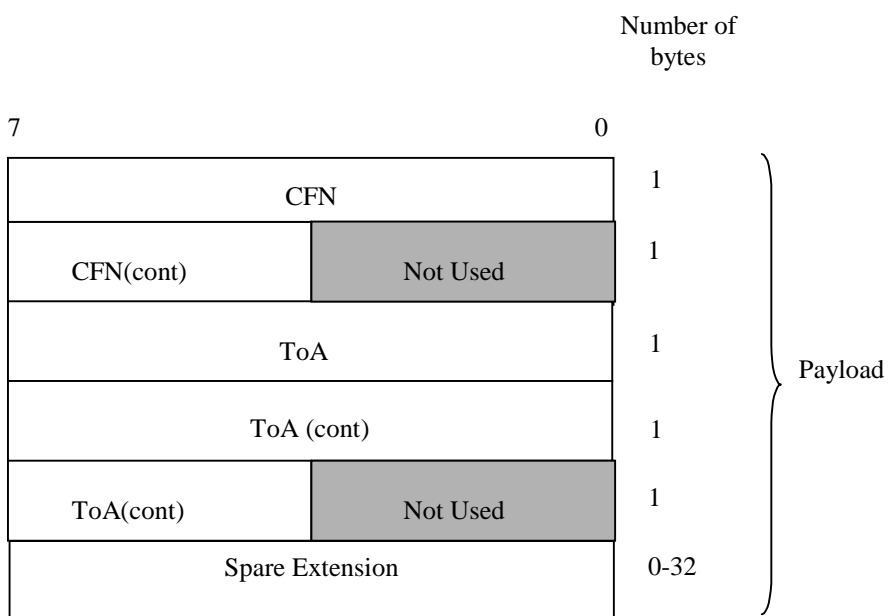 Number of
bytes
7 0
CFN 1
CFN(cont) Not Used 1
ToA 1
ToA (cont) 1
Payload
ToA(cont) Not Used 1
Spare Extension 0-32